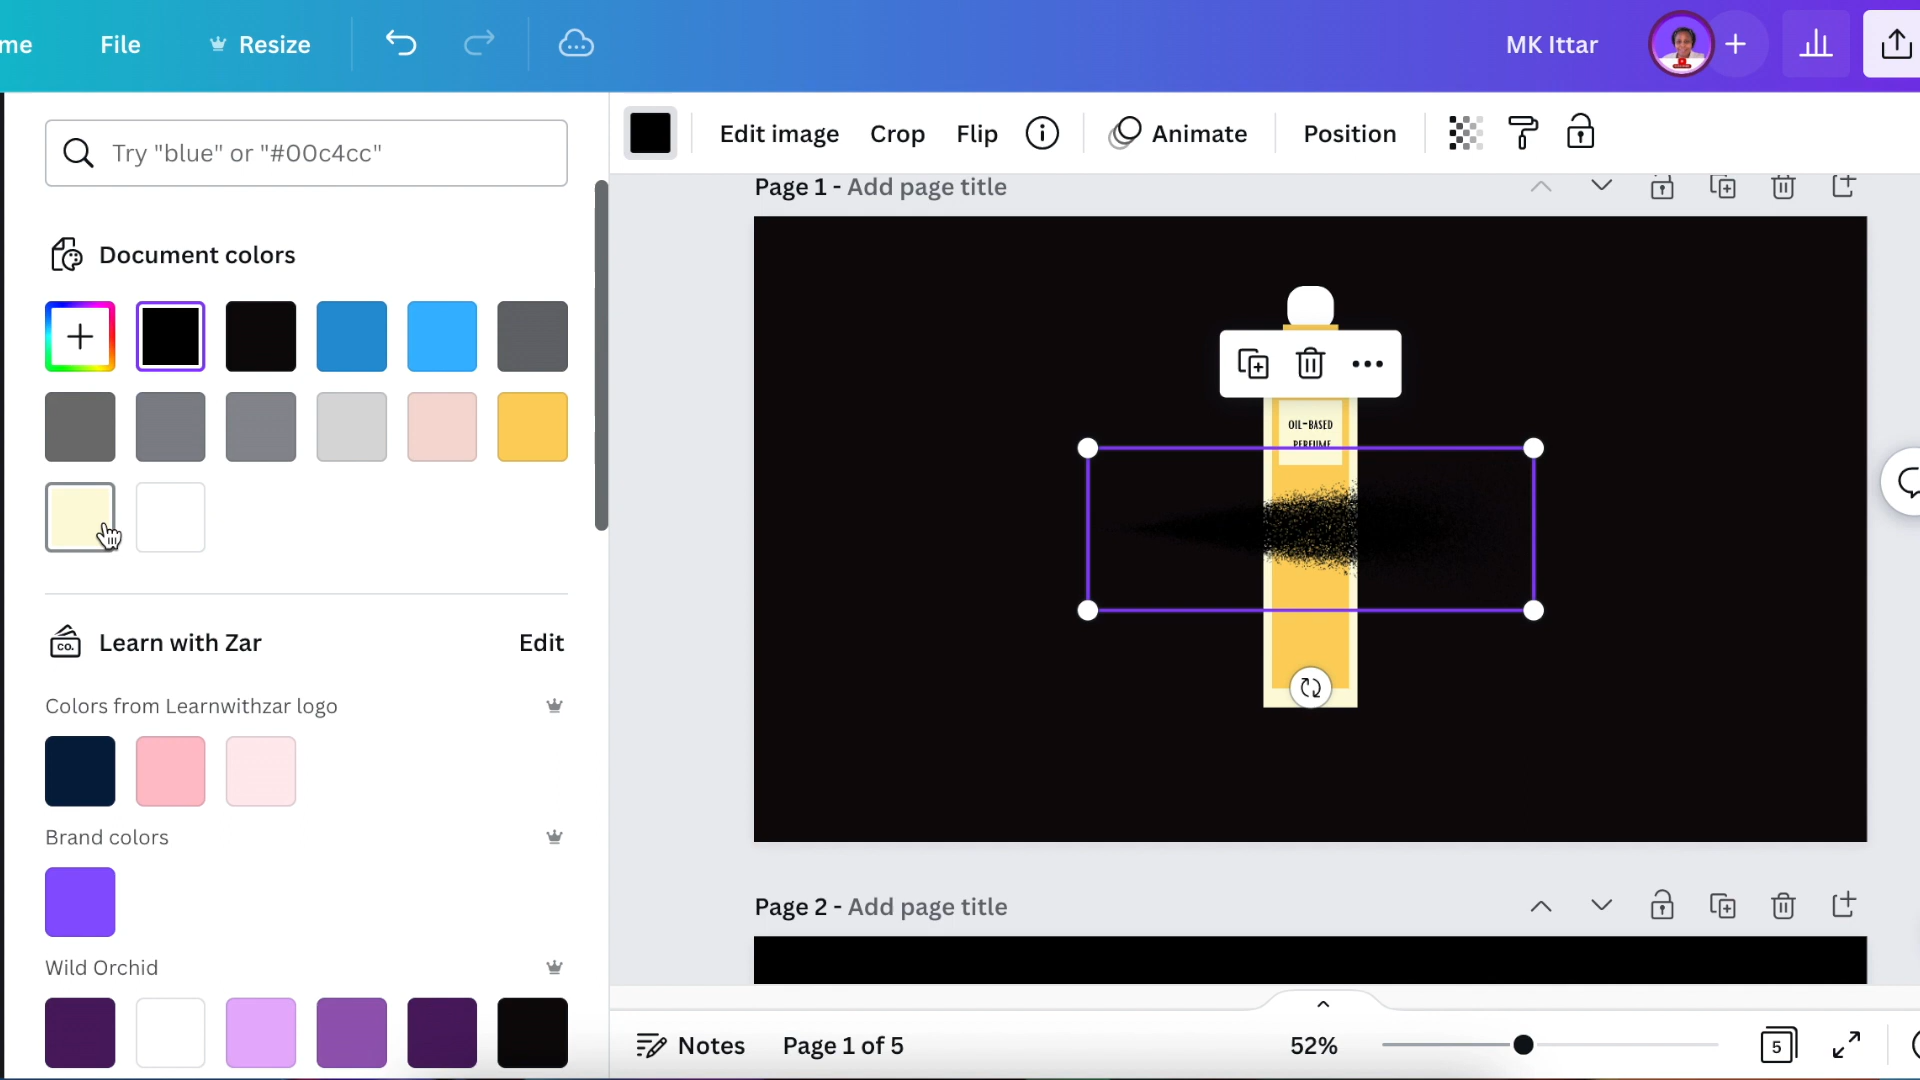 me
File
Resize
MK Ittar
Try "blue" or "#00c4cc"
Edit image
Crop
Flip
Animate
Position
Page 1 - Add page title
Document colors
OIL-BASED
PERFUME
Learn with Zar
Edit
Colors from Learnwithzar logo
CO.
Brand colors
Page 2 - Add page title
Wild Orchid
Notes
Page 1 of 5
52%
5